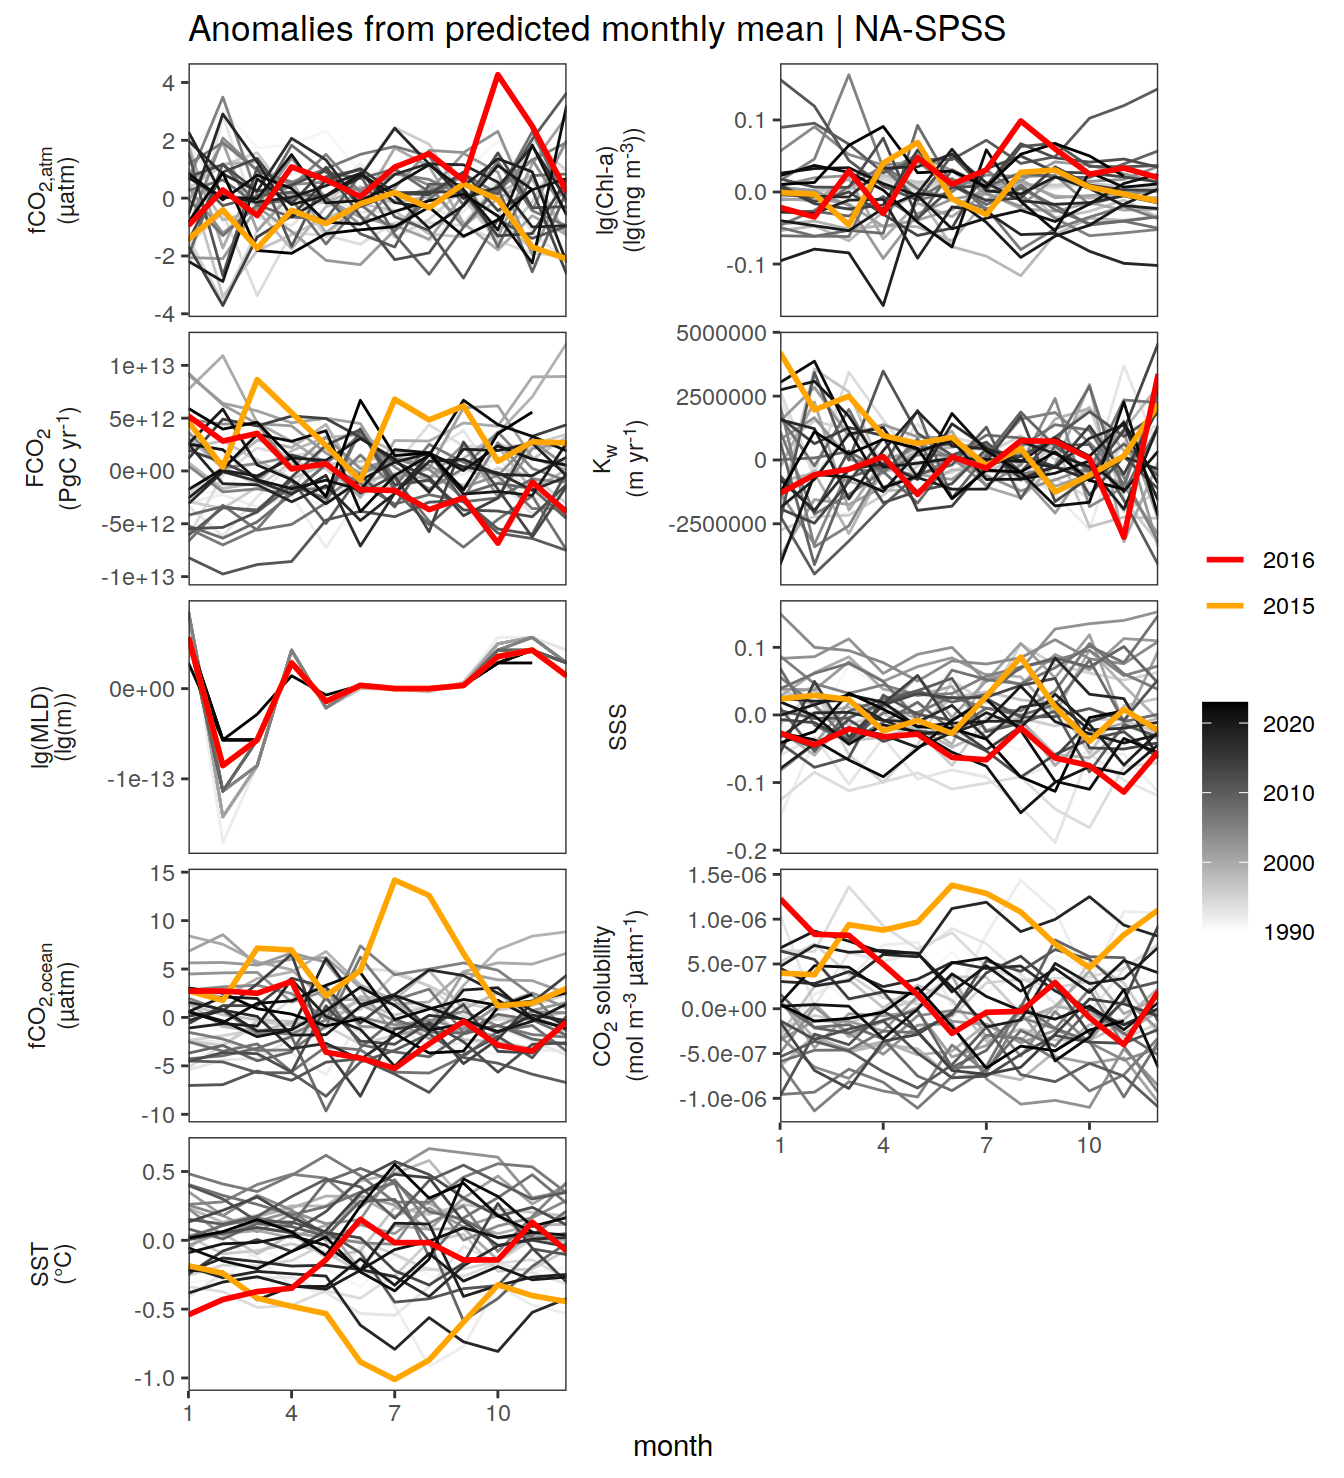 Anomalies from predicted monthly mean | NA-SPSS
fCO2,atm
(µatm)
4
2
0
-2
-4
lg(Chl-a)
(lg(mg m-3))
0.1
0.0
-0.1
FCO2
(PgC yr-1)
1e+13
5e+12
0e+00
-5e+12
-1e+13
Kw
(m yr-1)
5000000
2500000
0
-2500000
lg(MLD)
(lg(m))
0e+00
-1e-13
SSS
0.1
0.0
-0.1
-0.2
fCO2,ocean
(µatm)
15
10
5
0
-5
-10
CO2 solubility
(mol m-3 µatm-1)
1.5e-06
1.0e-06
5.0e-07
0.0e+00
-5.0e-07
-1.0e-06
1 4 7 10
SST
(°C)
0.5
0.0
-0.5
-1.0
1 4 7 10
month
2016
2015
2020
2010
2000
1990